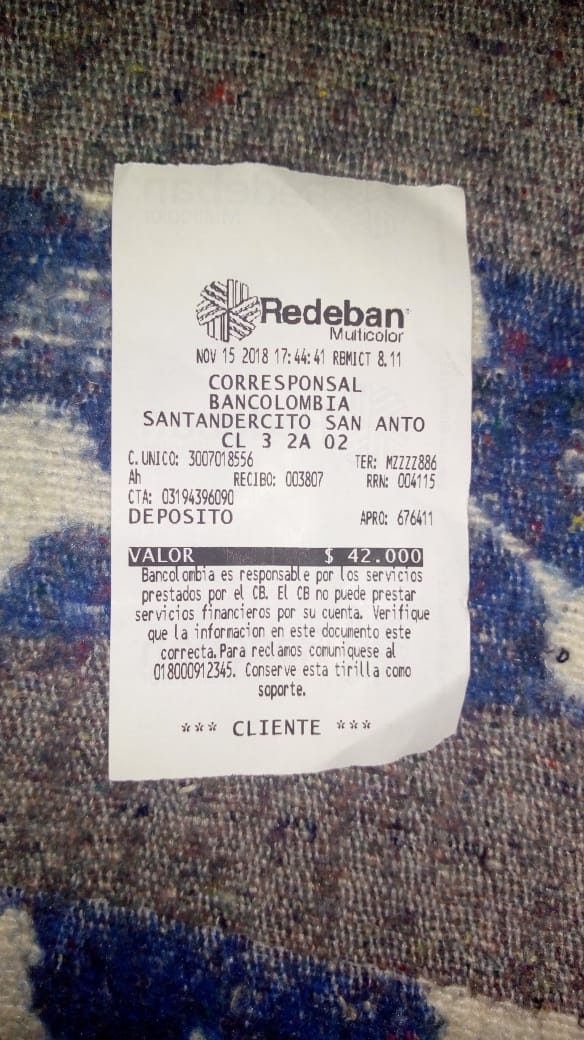 Redeban
Multicolor
NOV 15 2018 17:44:41 RBMICT 8.11
CORRESPONSAL
BANCOLOMBIA
SANTANDERCITO SAN ANTO
CL 3 2A 02
C.UNICO: 3007018556 TER: MZZZZ886
Ah RECIBO: 003807 RRN: 004115
CTA: 03194396090
DEPOSITO APRO: 676411
VALOR $ 42.000
Bancolombia es responsable por los servicios
prestados por el CB. El CB no puede prestar
servicios financieros por su cuenta. Verifique
que la informacion en este documento este
correcta.Para reclamos comuniquese al
018000912345. Conserve esta tirilla como
soporte.
*** CLIENTE ***